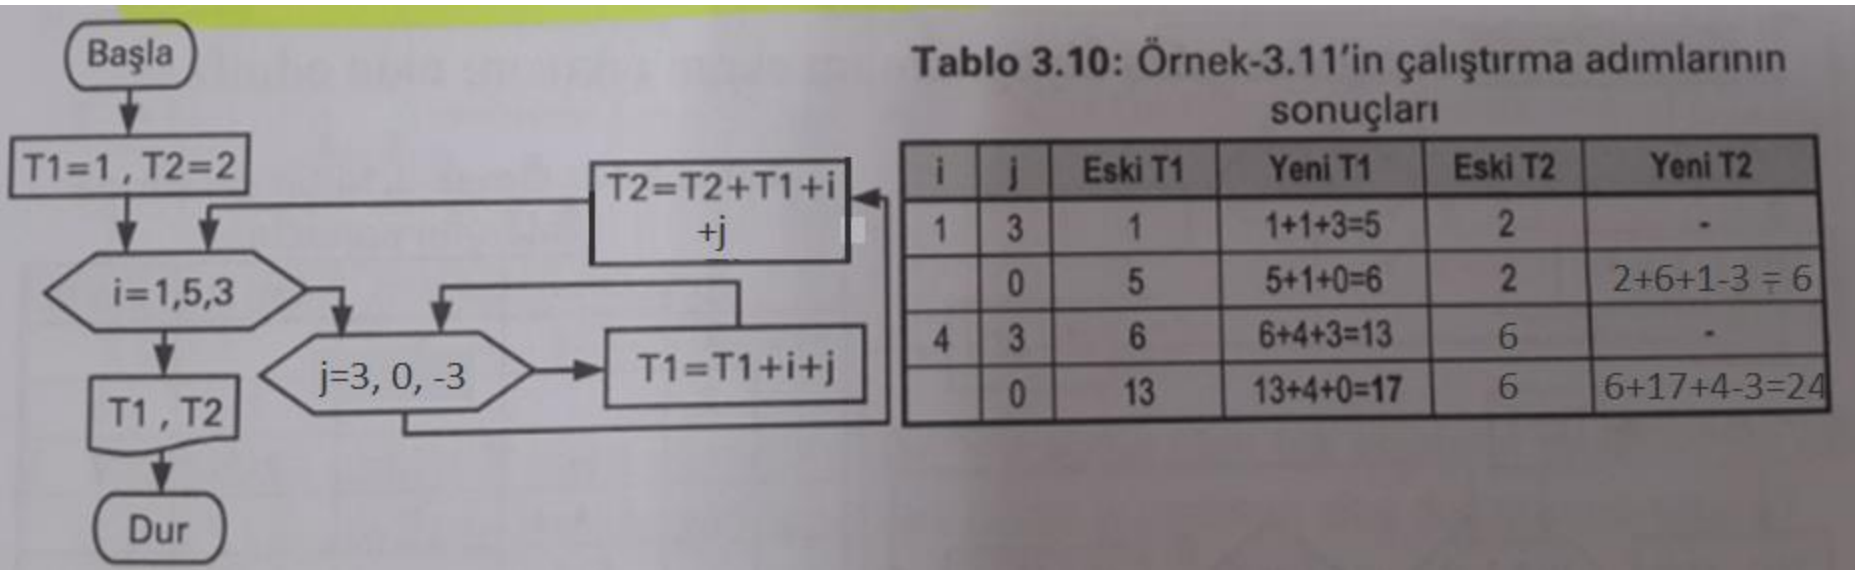 Başla
T1=1 , T2=2
T2=T2+T1+i
+j
i=1,5,3
j=3, 0, -3
T1=T1+i+j
T1 , T2
Dur
Tablo 3.10: Örnek-3.11'in çalıştırma adımlarının
sonuçları
i j Eski T1 Yeni T1 Eski T2 Yeni T2
1 3 1 1+1+3=5 2 -
0 5 5+1+0=6 2 2+6+1-3 = 6
4 3 6 6+4+3=13 6 -
0 13 13+4+0=17 6 6+17+4-3=24